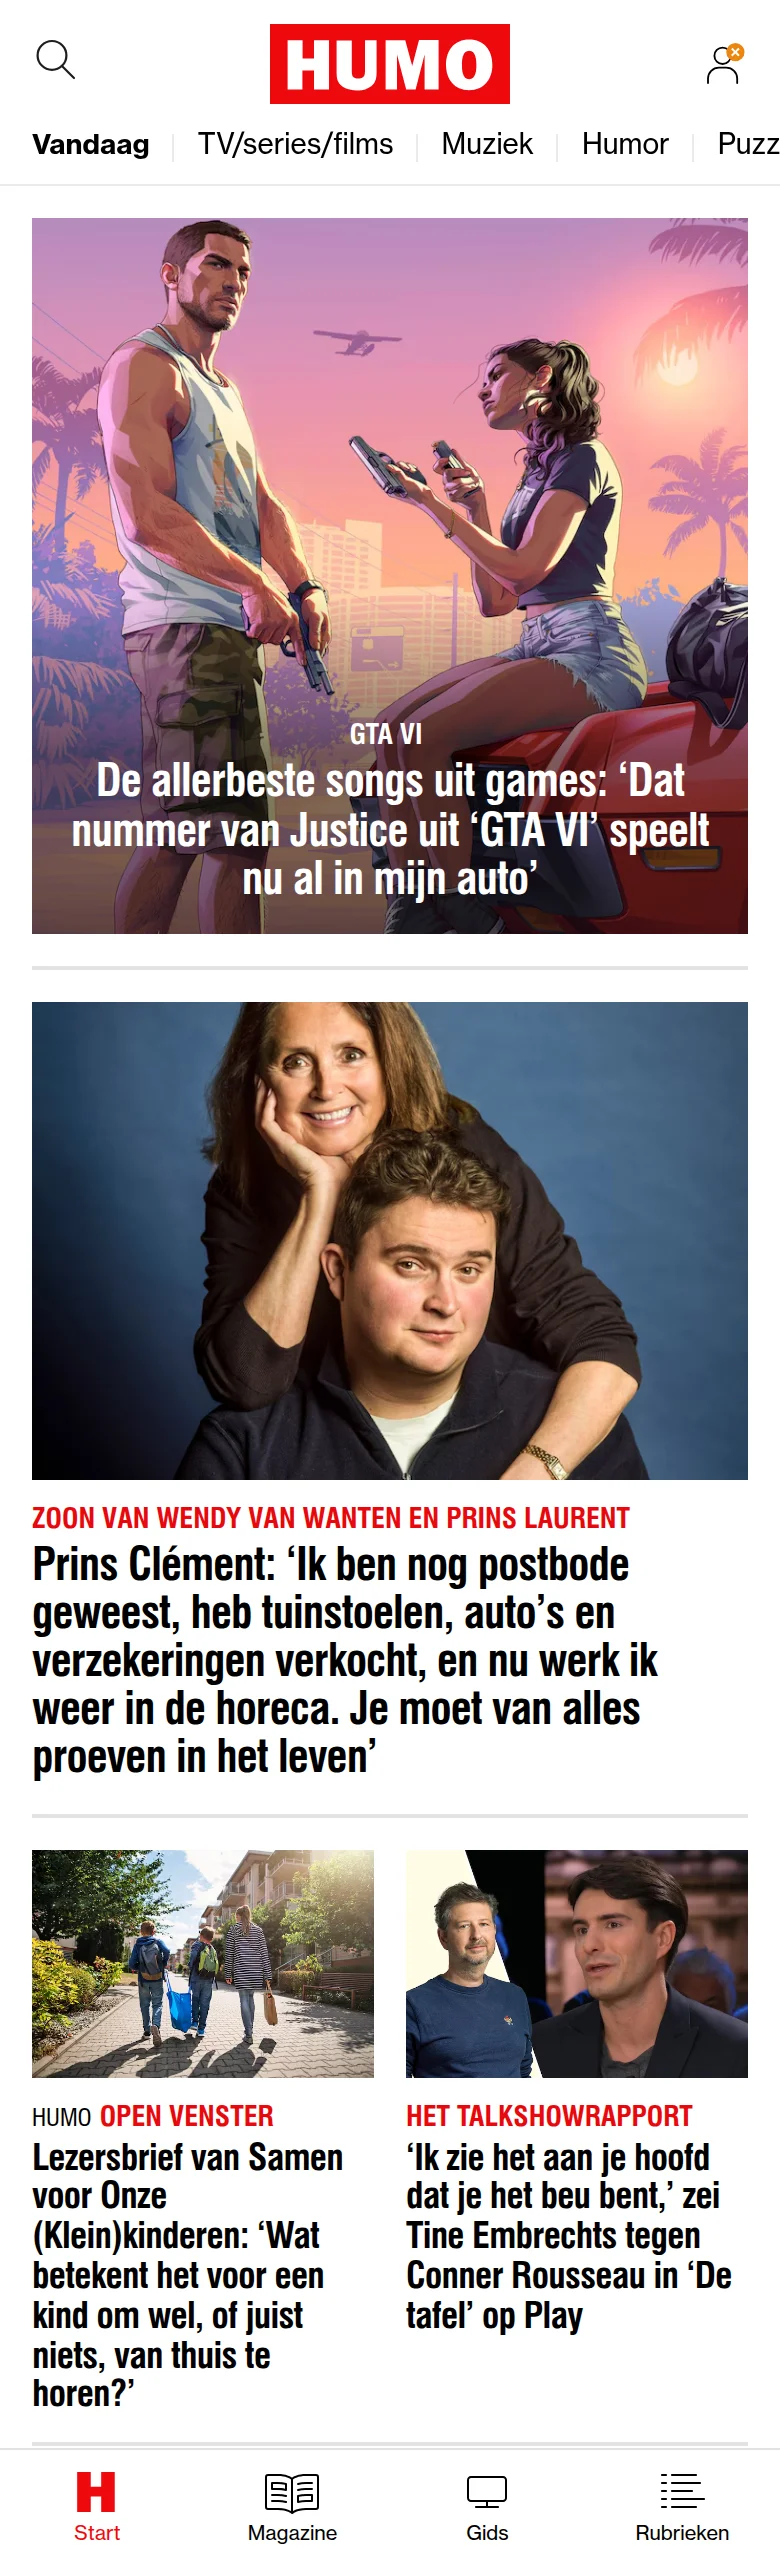 HUMO
Vandaag
TV/series/films
Muziek
Humor
Puzz
GTA VI
De allerbeste songs uit games: ‘Dat
nummer van Justice uit ‘GTA VI’ speelt
nu al in mijn auto’
ZOON VAN WENDY VAN WANTEN EN PRINS LAURENT
Prins Clément: ‘Ik ben nog postbode
geweest, heb tuinstoelen, auto’s en
verzekeringen verkocht, en nu werk ik
weer in de horeca. Je moet van alles
proeven in het leven’
HUMO OPEN VENSTER
Lezersbrief van Samen
voor Onze
(Klein)kinderen: ‘Wat
betekent het voor een
kind om wel, of juist
niets, van thuis te
horen?’
HET TALKSHOWRAPPORT
‘Ik zie het aan je hoofd
dat je het beu bent,’ zei
Tine Embrechts tegen
Conner Rousseau in ‘De
tafel’ op Play
H
Start
Magazine
Gids
Rubrieken